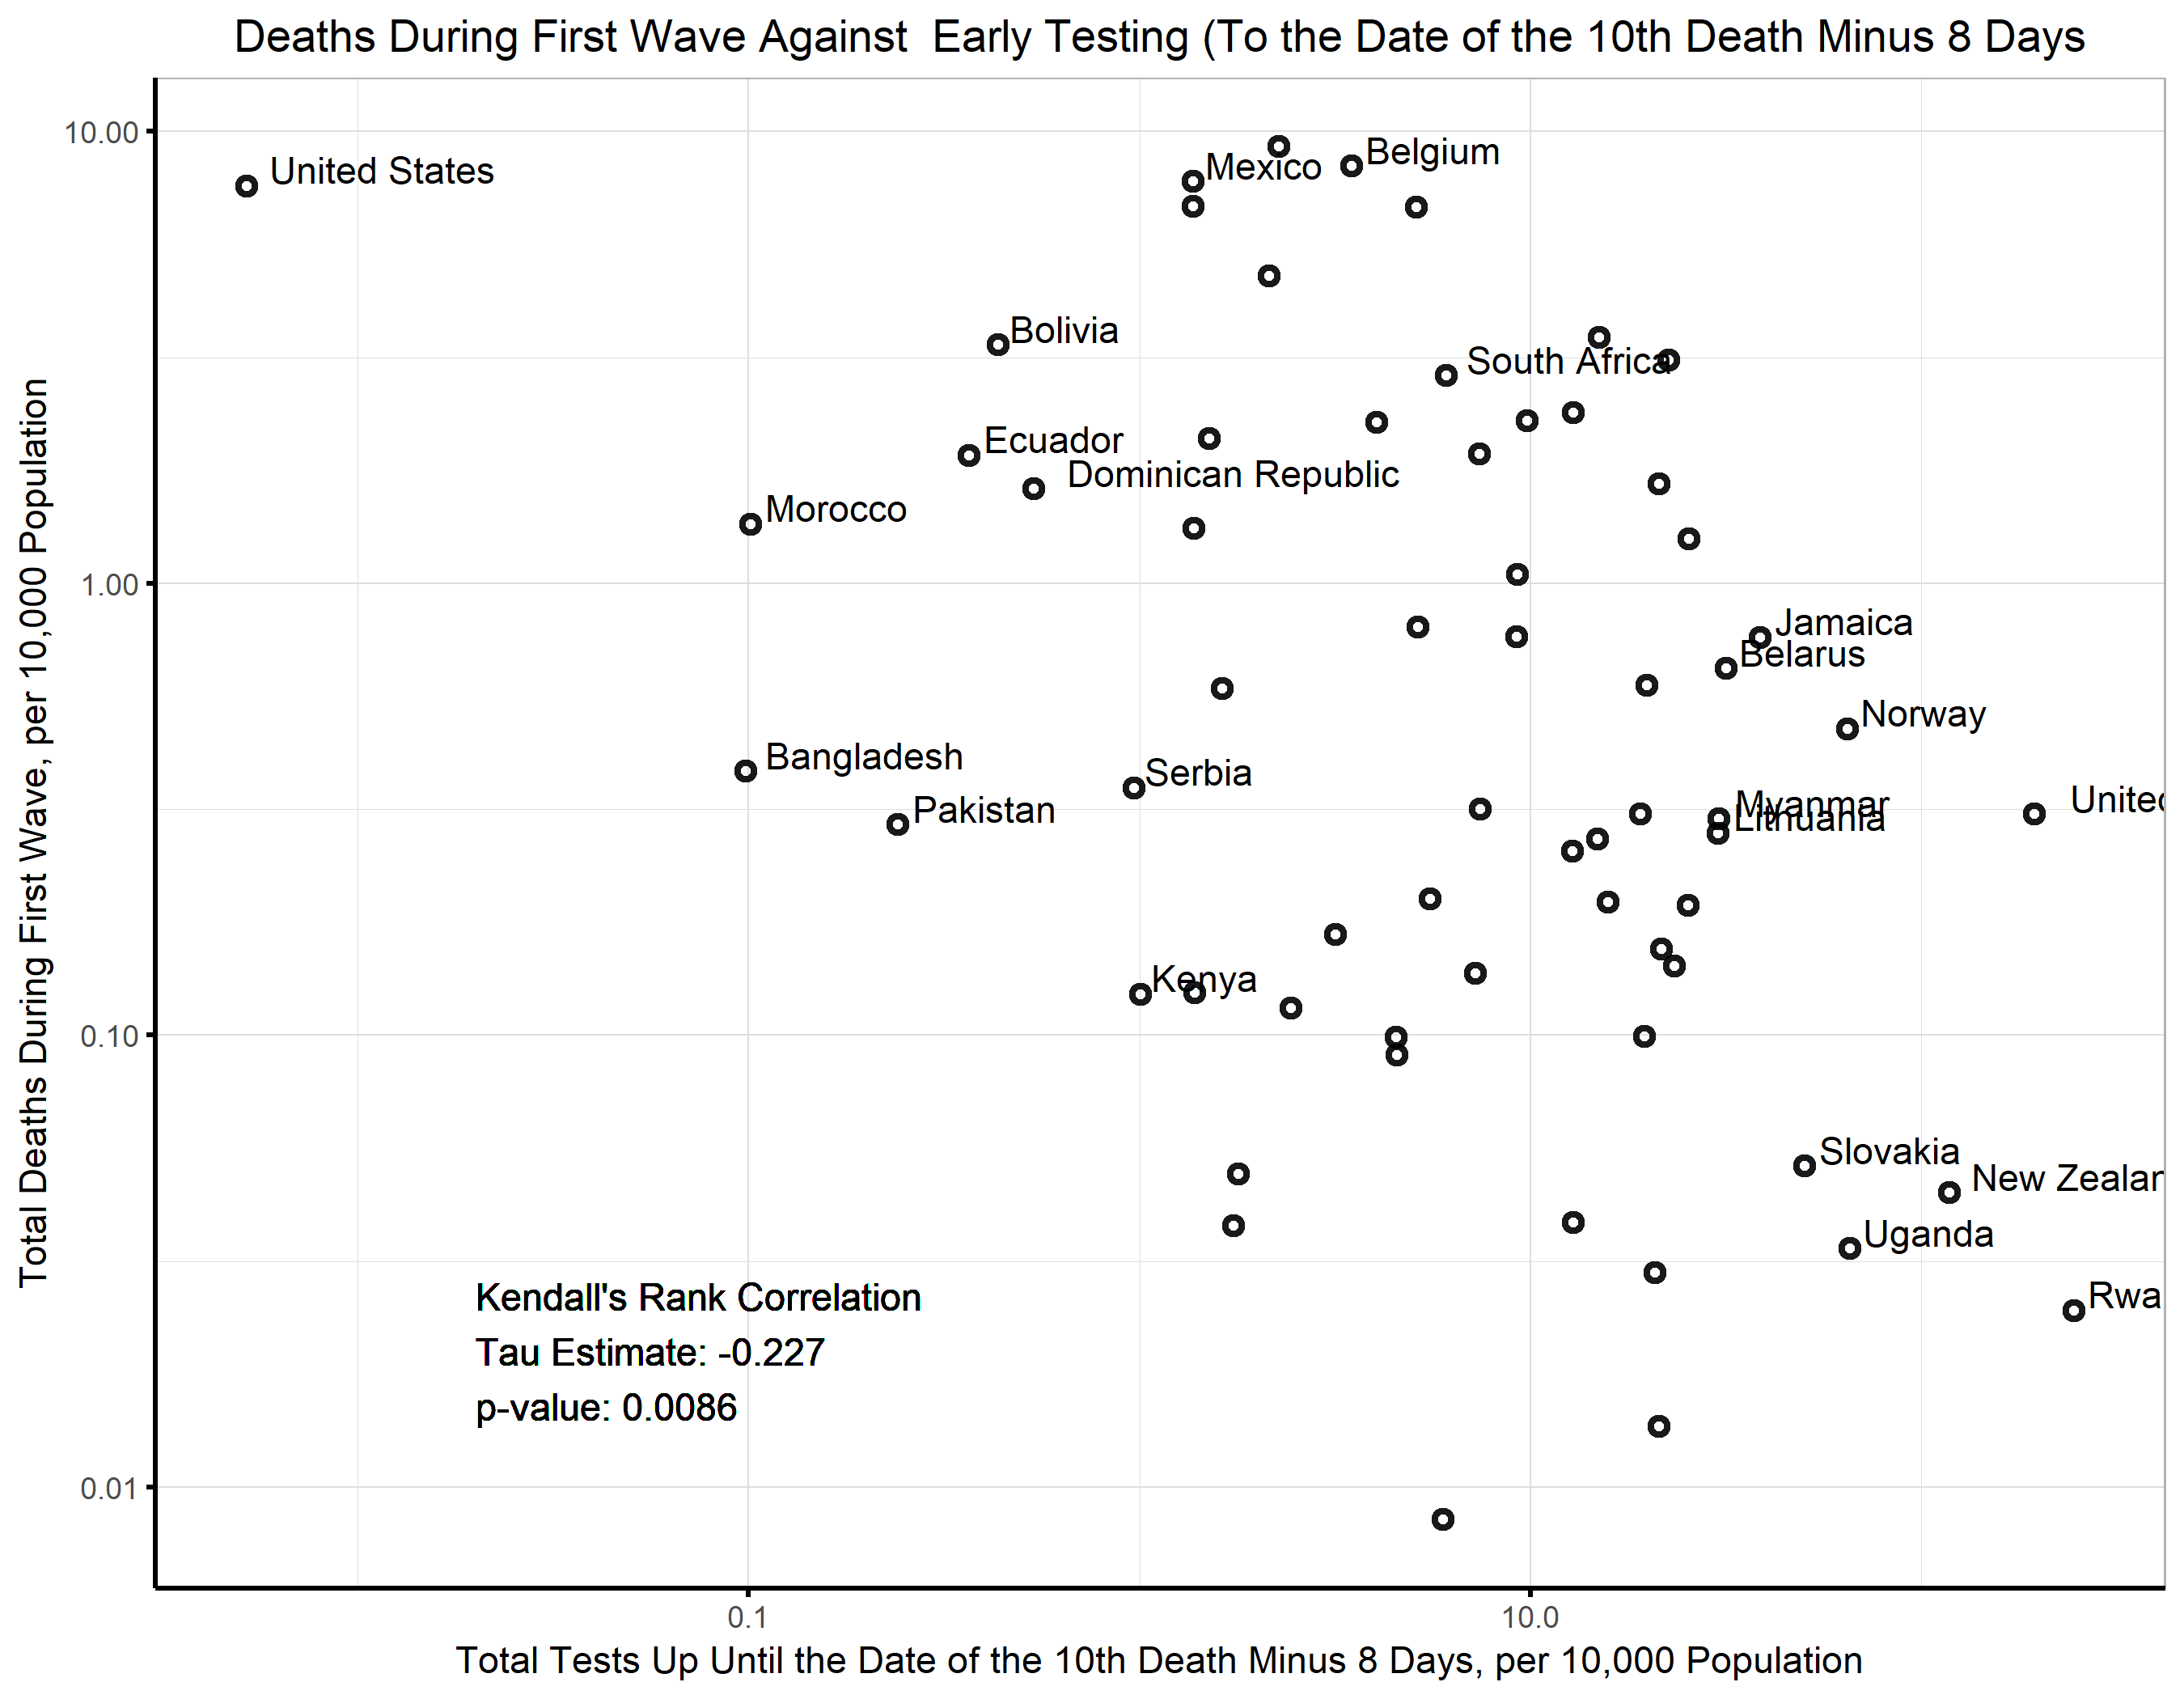 Deaths During First Wave Against  Early Testing (To the Date of the 10th Death Minus 8 Days
10.00
1.00
0.10
0.01
Total Deaths During First Wave, per 10,000 Population
United States
Mexico
Belgium
Bolivia
South Africa
Ecuador
Dominican Republic
Morocco
Jamaica
Belarus
Norway
Bangladesh
Serbia
Pakistan
Myanmar
Lithuania
United
Kenya
Slovakia
New Zealan
Uganda
Rwa
Kendall's Rank Correlation
Tau Estimate: -0.227
p-value: 0.0086
0.1
10.0
Total Tests Up Until the Date of the 10th Death Minus 8 Days, per 10,000 Population